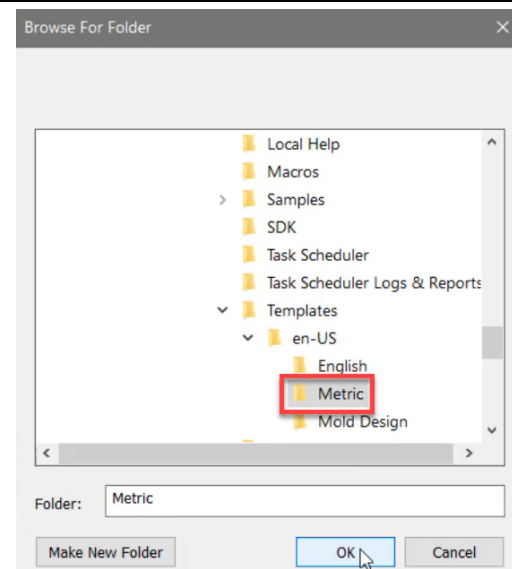 Browse For Folder
Local Help
Macros
Samples
SDK
Task Scheduler
Task Scheduler Logs & Reports
Templates
en-US
English
Metric
Mold Design
Folder: Metric
Make New Folder OK Cancel